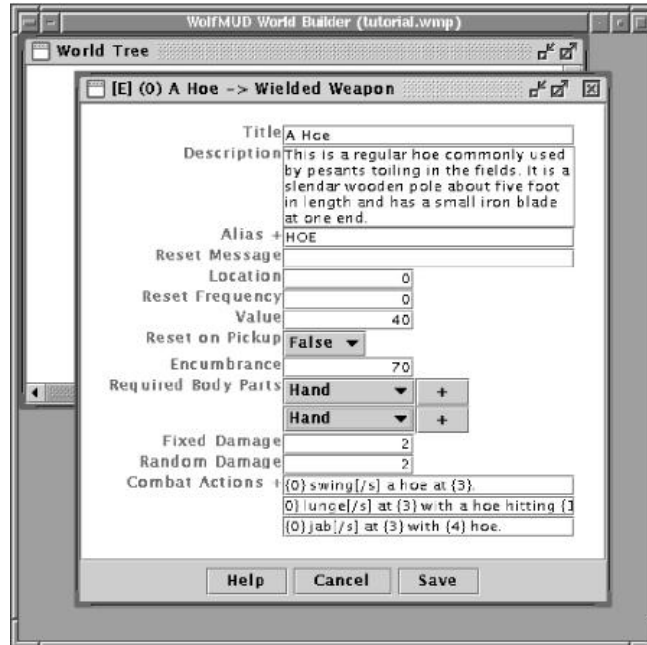 WolfMUD World Builder (tutorial.wmp)
World Tree
[E] (0) A Hoe -> Wielded Weapon
Title A Hoe
Description This is a regular hoe commonly used
by pesants toiling in the fields. It is a
slendar wooden pole about five foot
in length and has a small iron blade
at one end.
Alias + HOE
Reset Message
Location 0
Reset Frequency 0
Value 40
Reset on Pickup False
Encumbrance 70
Required Body Parts Hand +
Hand +
Fixed Damage 2
Random Damage 2
Combat Actions + {0} swing[/s] a hoe at {3}.
0} lunge[/s] at {3} with a hoe hitting {1
{0} jab[/s] at {3} with {4} hoe.
Help Cancel Save